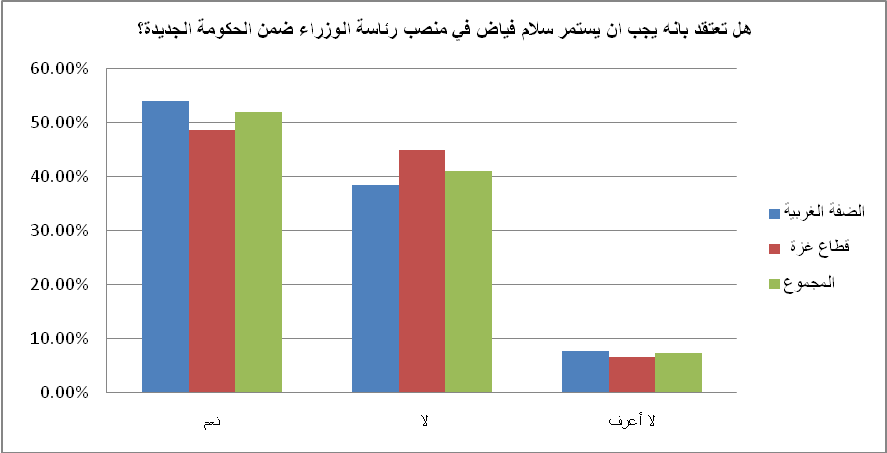 هل تعتقد بانه يجب ان يستمر سلام فياض في منصب رئاسة الوزراء ضمن الحكومة الجديدة؟
60.00%
50.00%
40.00%
30.00%
20.00%
10.00%
0.00%
نعم
لا
لا أعرف
الضفة الغربية
قطاع غزة
المجموع